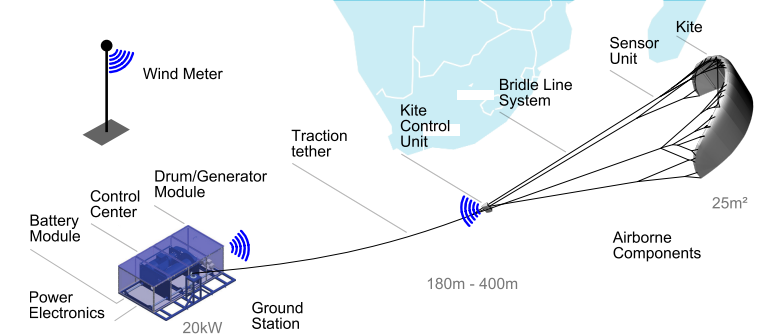 Kite
Sensor
Unit
Wind Meter
Bridle Line
System
Kite
Control
Unit
Traction
tether
Drum/Generator
Module
Control
Center
Battery
Module
25m²
Airborne
Components
180m - 400m
Power
Electronics
Ground
Station
20kW